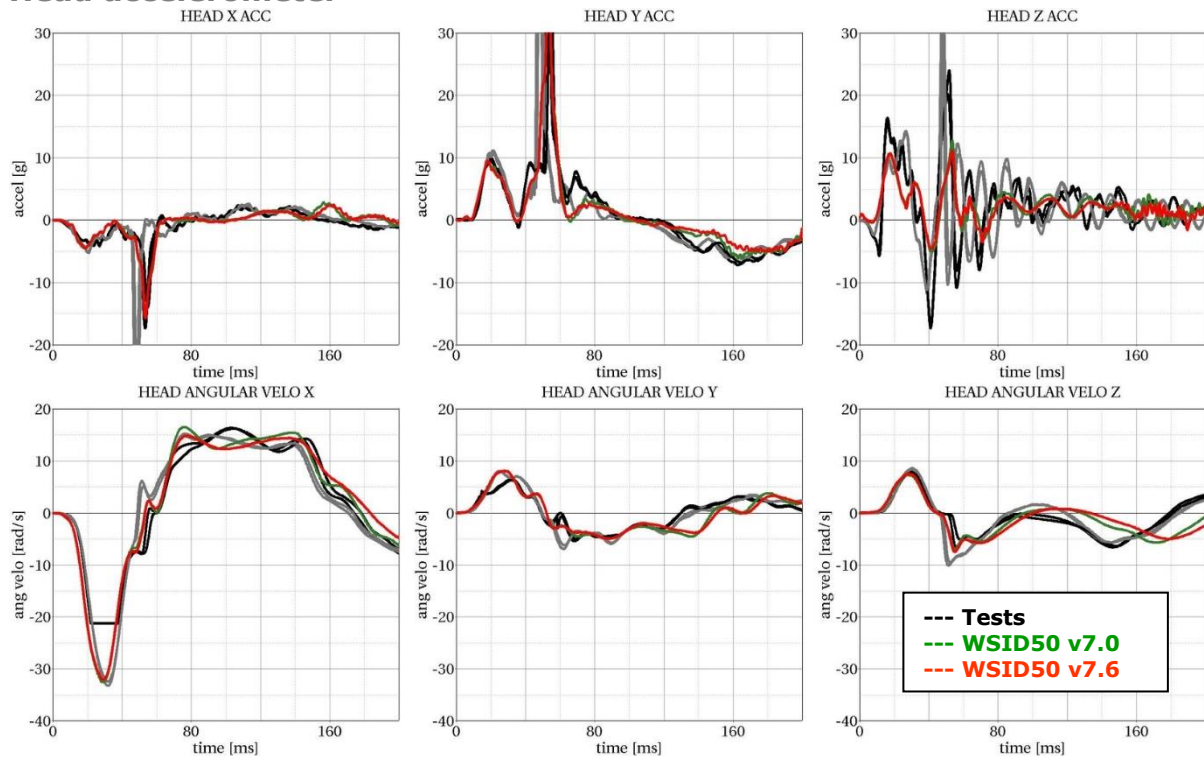 Head accelerometer
HEAD X ACC
HEAD Y ACC
HEAD Z ACC
accel [g]
30
20
10
0
-10
-20
0
80
160
time [ms]
accel [g]
30
20
10
0
-10
-20
0
80
160
time [ms]
accel [g]
30
20
10
0
-10
-20
0
80
160
time [ms]
HEAD ANGULAR VELO X
HEAD ANGULAR VELO Y
HEAD ANGULAR VELO Z
ang velo [rad/s]
20
10
0
-10
-20
-30
-40
0
80
160
time [ms]
ang velo [rad/s]
20
10
0
-10
-20
-30
-40
0
80
160
time [ms]
ang velo [rad/s]
20
10
0
-10
-20
-30
-40
0
80
160
time [ms]
--- Tests
--- WSID50 v7.0
--- WSID50 v7.6